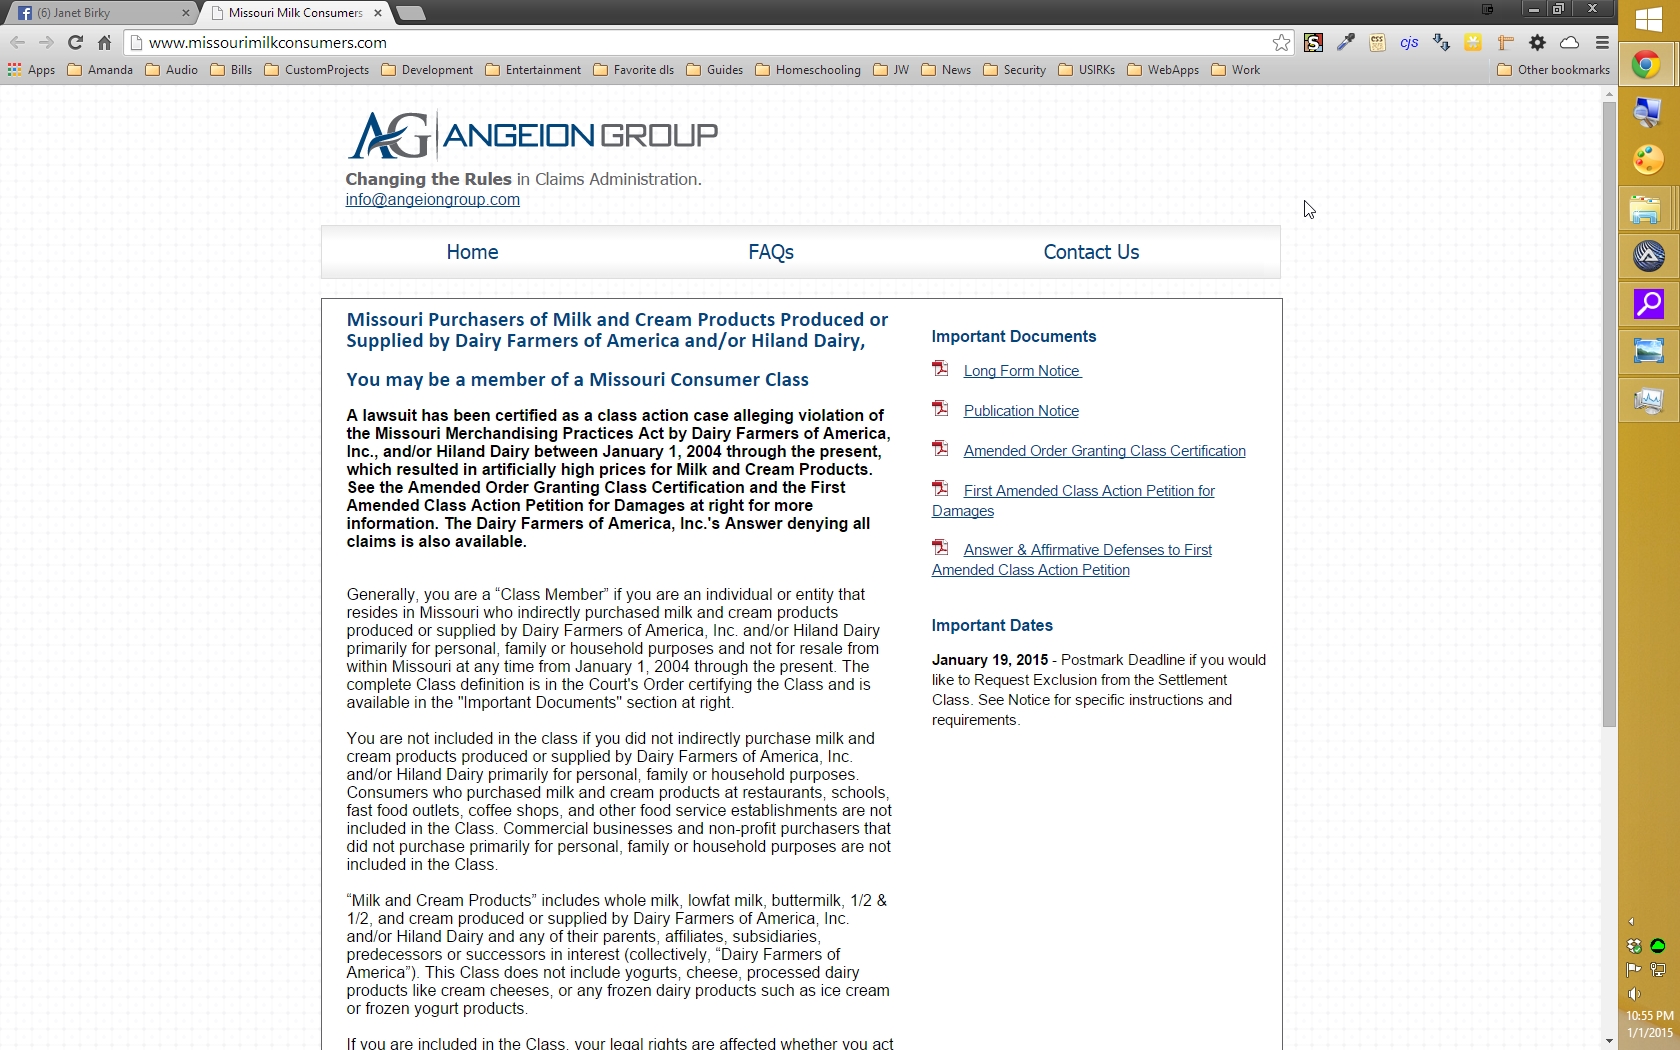 (6) Janet Birky
Missouri Milk Consumers
www.missourimilkconsumers.com
Apps Amanda Audio Bills CustomProjects Development Entertainment Favorite dls Guides Homeschooling JW News Security USIRKs WebApps Work Other bookmarks
AG ANGEION GROUP
Changing the Rules in Claims Administration.
info@angeiongroup.com
Home FAQs Contact Us
Missouri Purchasers of Milk and Cream Products Produced or
Supplied by Dairy Farmers of America and/or Hiland Dairy,
You may be a member of a Missouri Consumer Class
A lawsuit has been certified as a class action case alleging violation of
the Missouri Merchandising Practices Act by Dairy Farmers of America,
Inc., and/or Hiland Dairy between January 1, 2004 through the present,
which resulted in artificially high prices for Milk and Cream Products.
See the Amended Order Granting Class Certification and the First
Amended Class Action Petition for Damages at right for more
information. The Dairy Farmers of America, Inc.'s Answer denying all
claims is also available.
Generally, you are a “Class Member” if you are an individual or entity that
resides in Missouri who indirectly purchased milk and cream products
produced or supplied by Dairy Farmers of America, Inc. and/or Hiland Dairy
primarily for personal, family or household purposes and not for resale from
within Missouri at any time from January 1, 2004 through the present. The
complete Class definition is in the Court's Order certifying the Class and is
available in the "Important Documents" section at right.
You are not included in the class if you did not indirectly purchase milk and
cream products produced or supplied by Dairy Farmers of America, Inc.
and/or Hiland Dairy primarily for personal, family or household purposes.
Consumers who purchased milk and cream products at restaurants, schools,
fast food outlets, coffee shops, and other food service establishments are not
included in the Class. Commercial businesses and non-profit purchasers that
did not purchase primarily for personal, family or household purposes are not
included in the Class.
“Milk and Cream Products” includes whole milk, lowfat milk, buttermilk, 1/2 &
1/2, and cream produced or supplied by Dairy Farmers of America, Inc.
and/or Hiland Dairy and any of their parents, affiliates, subsidiaries,
predecessors or successors in interest (collectively, “Dairy Farmers of
America”). This Class does not include yogurts, cheese, processed dairy
products like cream cheeses, or any frozen dairy products such as ice cream
or frozen yogurt products.
If you are included in the Class, your legal rights are affected whether you act
Important Documents
Long Form Notice
Publication Notice
Amended Order Granting Class Certification
First Amended Class Action Petition for
Damages
Answer & Affirmative Defenses to First
Amended Class Action Petition
Important Dates
January 19, 2015 - Postmark Deadline if you would
like to Request Exclusion from the Settlement
Class. See Notice for specific instructions and
requirements.
S
CSS
cjs
10:55 PM
1/1/2015